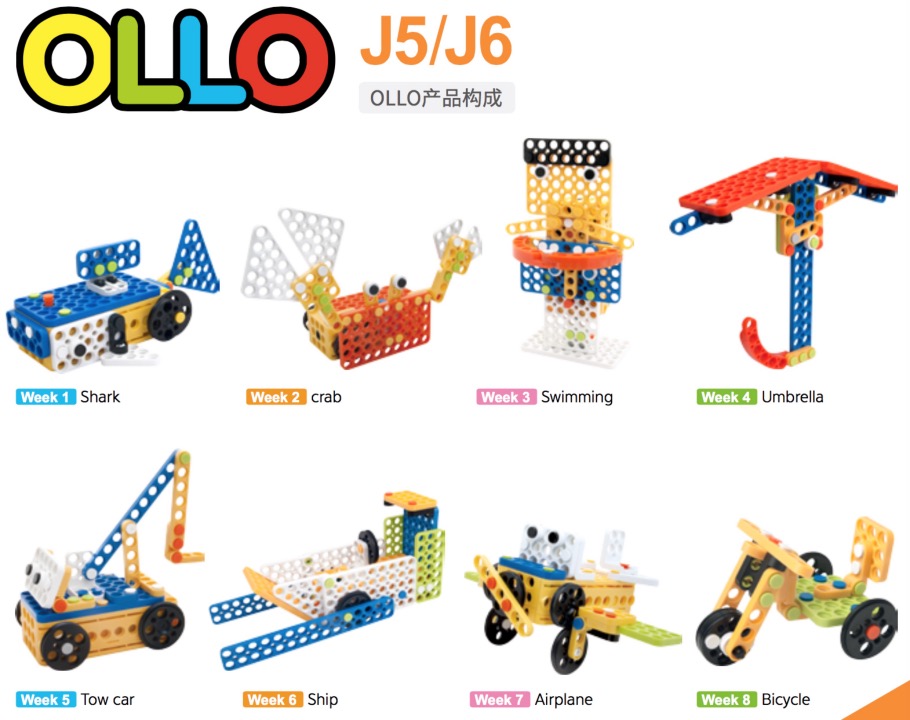 OLLO
J5/J6
OLLO产品构成
Week 1 Shark
Week 2 crab
Week 3 Swimming
Week 4 Umbrella
Week 5 Tow car
Week 6 Ship
Week 7 Airplane
Week 8 Bicycle